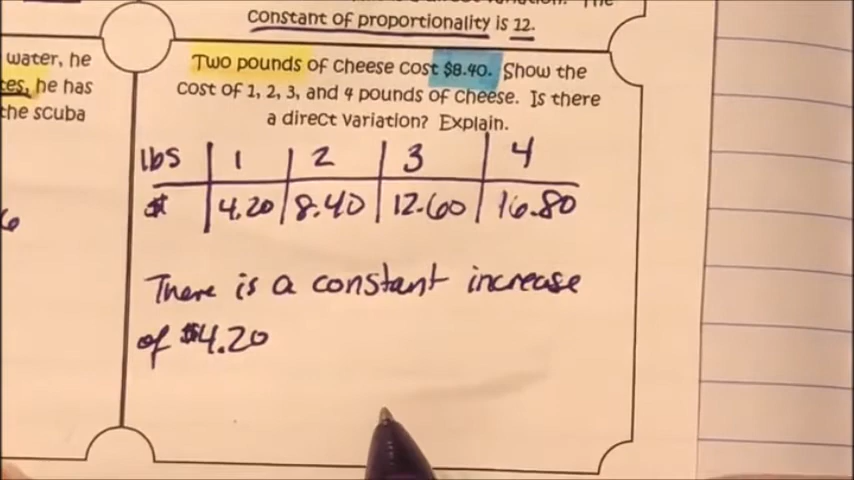 constant of proportionality is 12.
water, he
tes, he has
the scuba
Two pounds of cheese cost $8.40. Show the
cost of 1, 2, 3, and 4 pounds of cheese. Is there
a direct variation? Explain.
lbs 1 2 3 4
$ 4.20 8.40 12.60 16.80
There is a constant increase
of $4.20